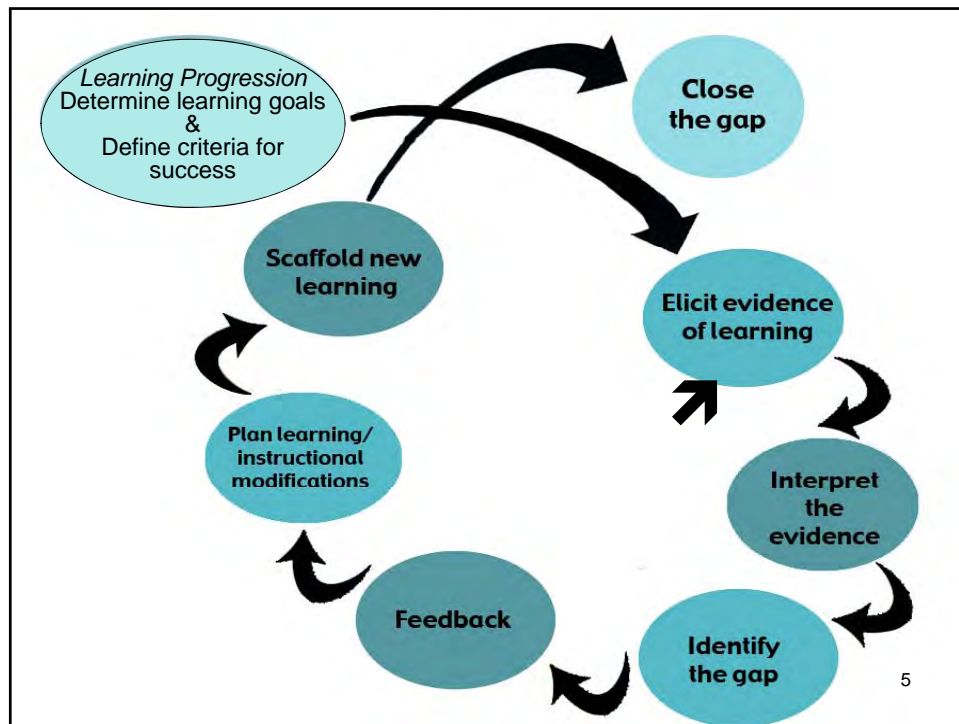 Learning Progression
Determine learning goals
&
Define criteria for
success
Close
the gap
Scaffold new
learning
Elicit evidence
of learning
Plan learning/
instructional
modifications
Interpret
the
evidence
Feedback
Identify
the gap
5